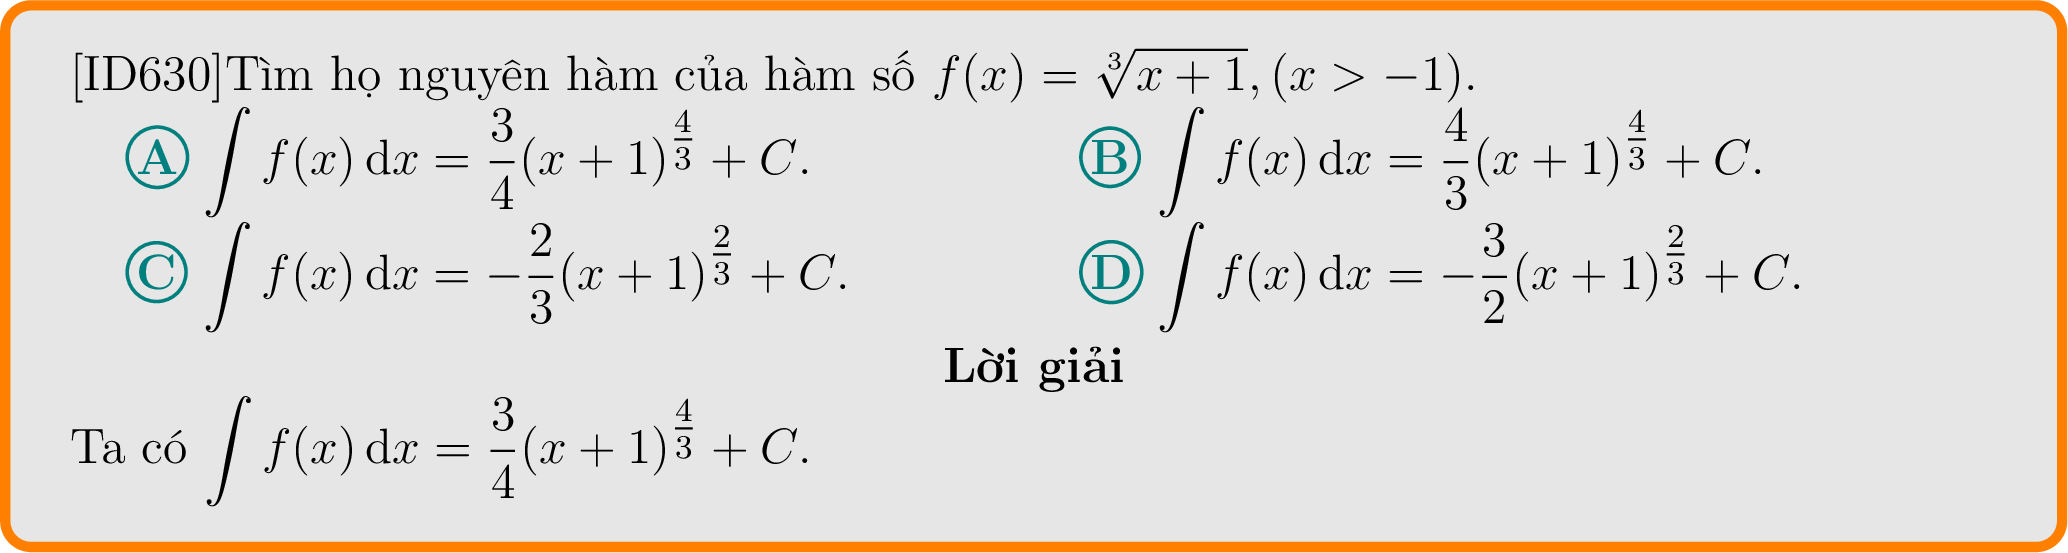 [ID630]Tìm họ nguyên hàm của hàm số $f(x) = \sqrt[3]{x+1}, (x > -1)$.
Ⓐ $\int f(x)\,\mathrm{d}x = \frac{3}{4}(x+1)^{\frac{4}{3}} + C$. Ⓑ $\int f(x)\,\mathrm{d}x = \frac{4}{3}(x+1)^{\frac{4}{3}} + C$.
Ⓒ $\int f(x)\,\mathrm{d}x = -\frac{2}{3}(x+1)^{\frac{2}{3}} + C$. Ⓓ $\int f(x)\,\mathrm{d}x = -\frac{3}{2}(x+1)^{\frac{2}{3}} + C$.
Lời giải
Ta có $\int f(x)\,\mathrm{d}x = \frac{3}{4}(x+1)^{\frac{4}{3}} + C$.